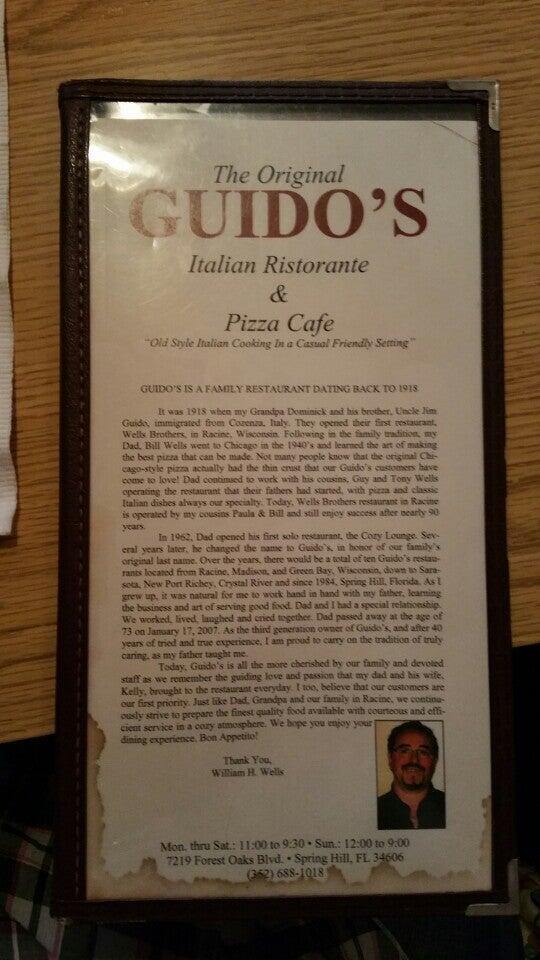 The Original
GUIDO'S
Italian Ristorante
&
Pizza Cafe
"Old Style Italian Cooking In a Casual Friendly Setting"
GUIDO'S IS A FAMILY RESTAURANT DATING BACK TO 1918
It was 1918 when my Grandpa Dominick and his brother, Uncle Jim
Guido, immigrated from Cozenza, Italy. They opened their first restaurant,
Wells Brothers, in Racine, Wisconsin. Following in the family tradition, my
Dad, Bill Wells went to Chicago in the 1940's and learned the art of making
the best pizza that can be made. Not many people know that the original Chi-
cago-style pizza actually had the thin crust that our Guido's customers have
come to love! Dad continued to work with his cousins, Guy and Tony Wells
operating the restaurant that their fathers had started, with pizza and classic
Italian dishes always our specialty. Today, Wells Brothers restaurant in Racine
is operated by my cousins Paula & Bill and still enjoy success after nearly 90
years.
In 1962, Dad opened his first solo restaurant, the Cozy Lounge. Sev-
eral years later, he changed the name to Guido's, in honor of our family's
original last name. Over the years, there would be a total of ten Guido's restau-
rants located from Racine, Madison, and Green Bay, Wisconsin, down to Sara-
sota, New Port Richey, Crystal River and since 1984, Spring Hill, Florida. As I
grew up, it was natural for me to work hand in hand with my father, learning
the business and art of serving good food. Dad and I had a special relationship.
We worked, lived, laughed and cried together. Dad passed away at the age of
73 on January 17, 2007. As the third generation owner of Guido's, and after 40
years of tried and true experience, I am proud to carry on the tradition of truly
caring, as my father taught me.
Today, Guido's is all the more cherished by our family and devoted
staff as we remember the guiding love and passion that my dad and his wife,
Kelly, brought to the restaurant everyday. I too, believe that our customers are
our first priority. Just like Dad, Grandpa and our family in Racine, we continu-
ously strive to prepare the finest quality food available with courteous and effi-
cient service in a cozy atmosphere. We hope you enjoy your
dining experience. Bon Appetito!
Thank You,
William H. Wells
Mon. thru Sat.: 11:00 to 9:30 • Sun.: 12:00 to 9:00
7219 Forest Oaks Blvd. • Spring Hill, FL 34606
(352) 688-1018